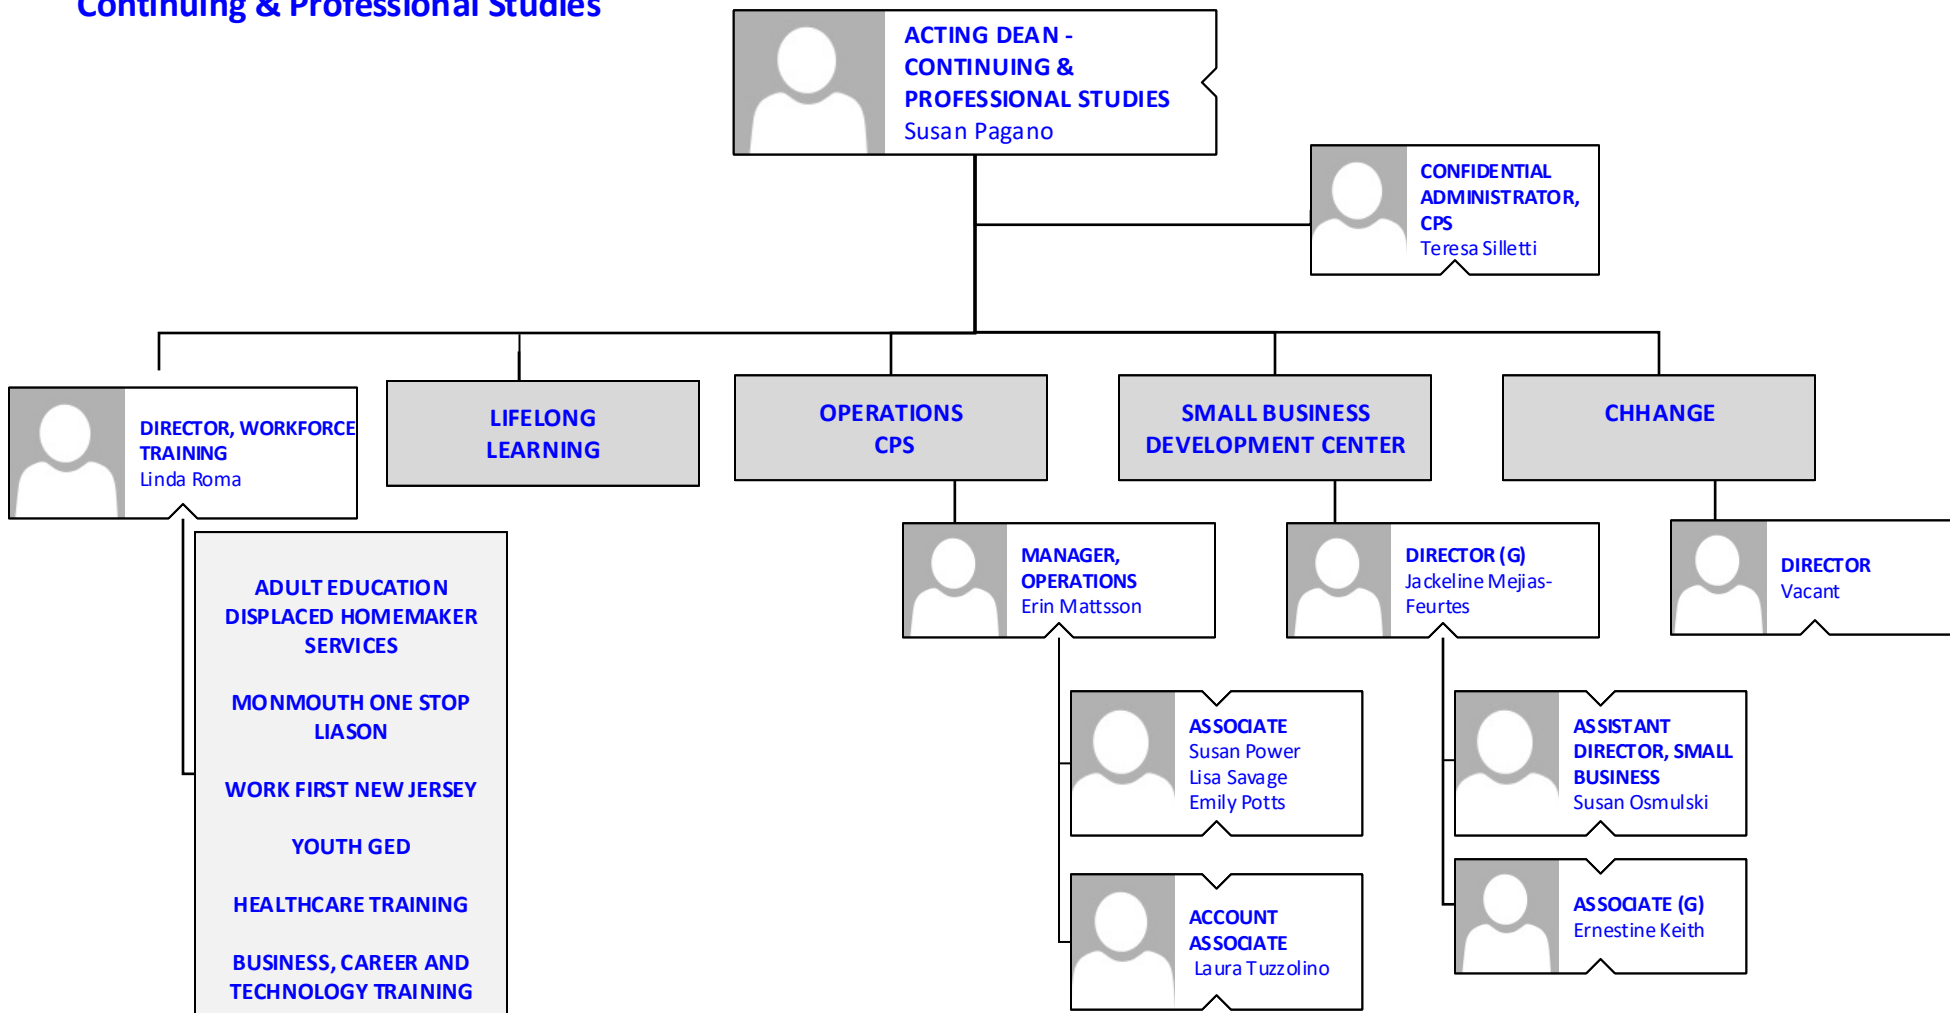 Continuing & Professional Studies
ACTING DEAN -
CONTINUING &
PROFESSIONAL STUDIES
Susan Pagano
CONFIDENTIAL
ADMINISTRATOR,
CPS
Teresa Silletti
DIRECTOR, WORKFORCE
TRAINING
Linda Roma
LIFELONG
LEARNING
OPERATIONS
CPS
SMALL BUSINESS
DEVELOPMENT CENTER
CHHANGE
ADULT EDUCATION
DISPLACED HOMEMAKER
SERVICES
MONMOUTH ONE STOP
LIASON
WORK FIRST NEW JERSEY
YOUTH GED
HEALTHCARE TRAINING
BUSINESS, CAREER AND
TECHNOLOGY TRAINING
MANAGER,
OPERATIONS
Erin Mattsson
ASSOCIATE
Susan Power
Lisa Savage
Emily Potts
ACCOUNT
ASSOCIATE
Laura Tuzzolino
DIRECTOR (G)
Jackeline Mejias-
Feurtes
ASSISTANT
DIRECTOR, SMALL
BUSINESS
Susan Osmulski
ASSOCIATE (G)
Ernestine Keith
DIRECTOR
Vacant